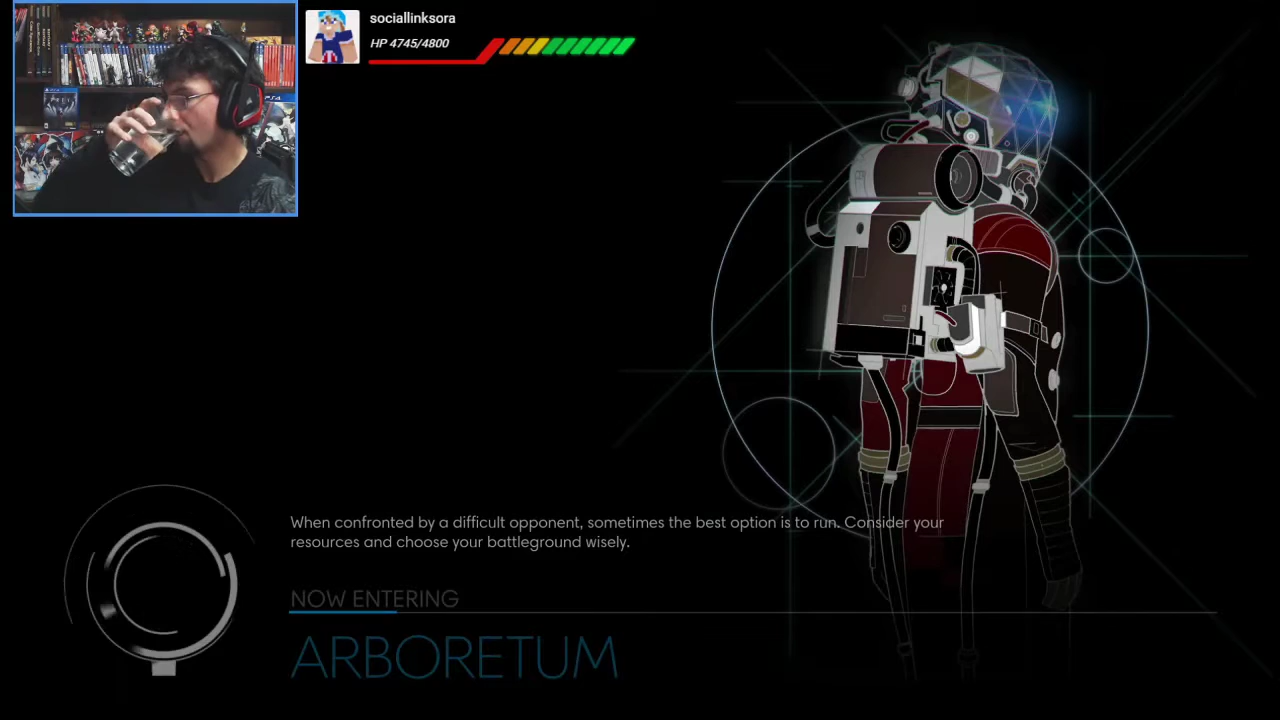 sociallinksora
HP 4745/4800
When confronted by a difficult opponent, sometimes the best option is to run. Consider your
resources and choose your battleground wisely.
NOW ENTERING
ARBORETUM